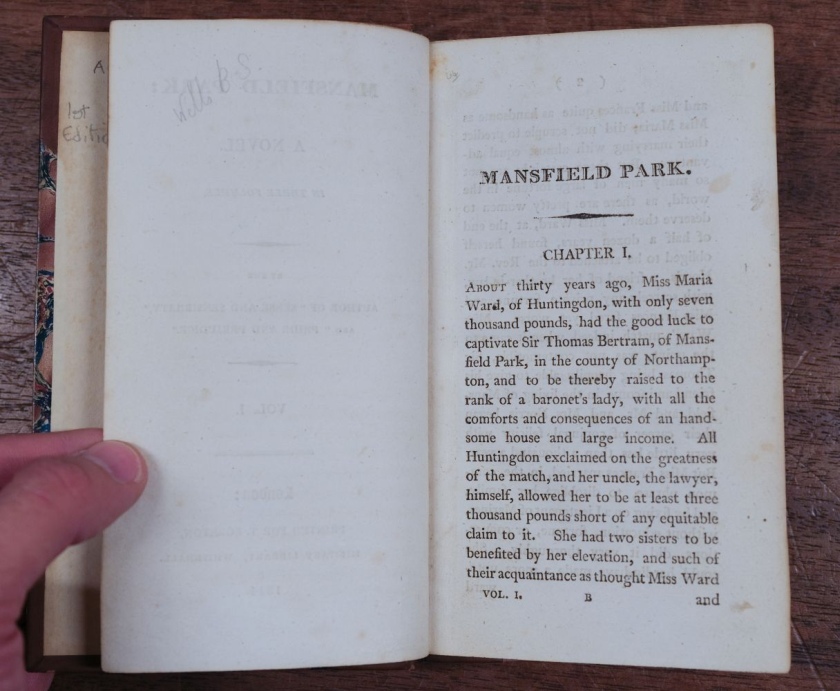 A
1st
Editio
Wells B S.
MANSFIELD PARK.
CHAPTER I.
ABOUT thirty years ago, Miss Maria
Ward, of Huntingdon, with only seven
thousand pounds, had the good luck to
captivate Sir Thomas Bertram, of Mans-
field Park, in the county of Northamp-
ton, and to be thereby raised to the
rank of a baronet's lady, with all the
comforts and consequences of an hand-
some house and large income. All
Huntingdon exclaimed on the greatness
of the match, and her uncle, the lawyer,
himself, allowed her to be at least three
thousand pounds short of any equitable
claim to it. She had two sisters to be
benefited by her elevation, and such of
their acquaintance as thought Miss Ward
VOL. I. B and